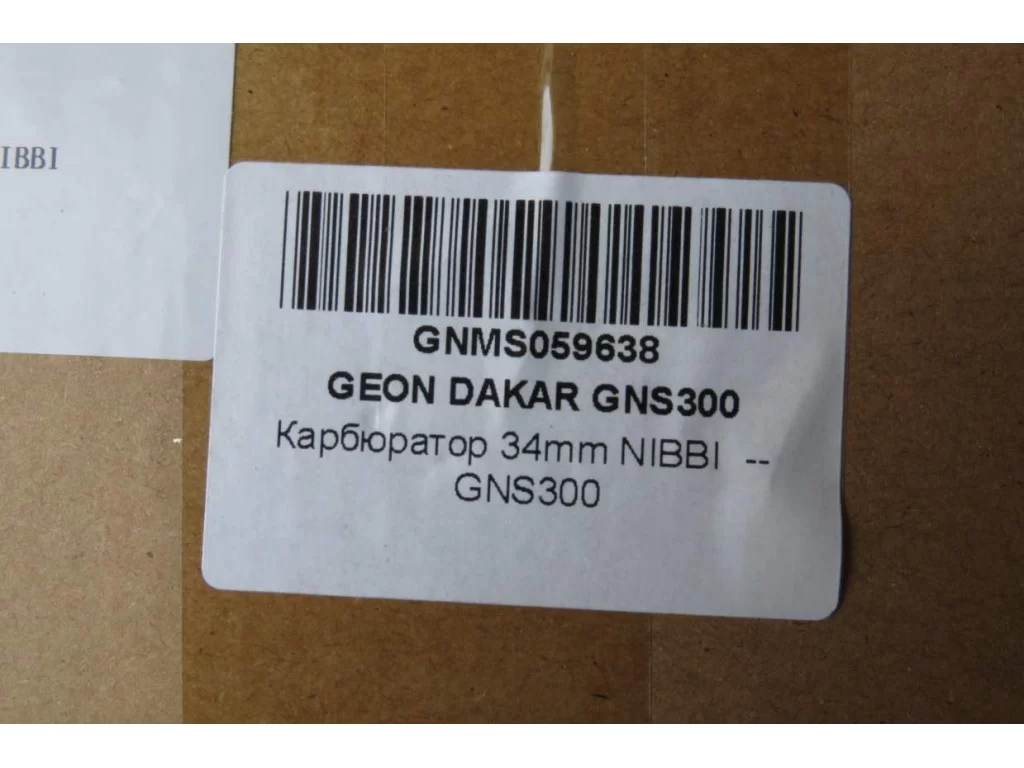 IBBI
GNMS059638
GEON DAKAR GNS300
Карбюратор 34mm NIBBI --
GNS300